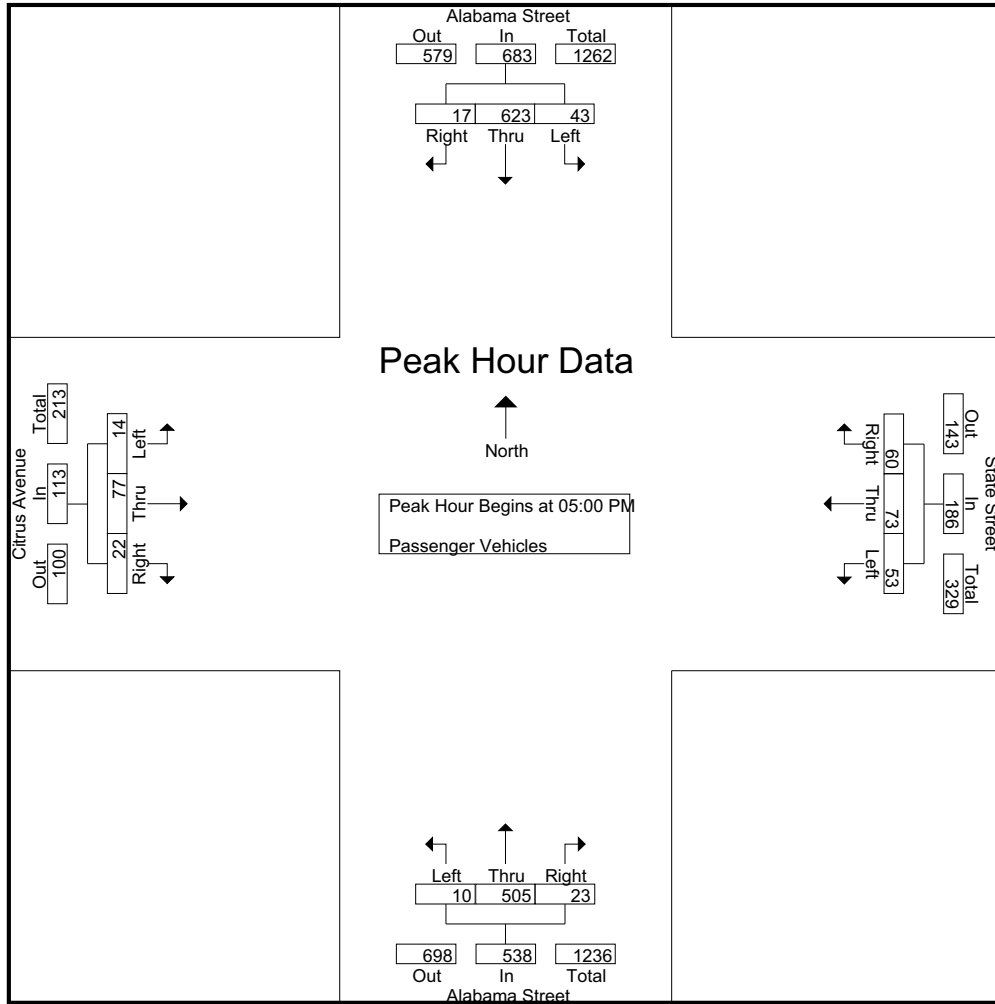 Alabama Street
Out In Total
579 683 1262
17 623 43
Right Thru Left
Peak Hour Data
North
Peak Hour Begins at 05:00 PM
Passenger Vehicles
Citrus Avenue
Out In Total
100 113 213
22 77 14
Right Thru Left
State Street
Out In Total
143 186 329
60 73 53
Right Thru Left
Left Thru Right
10 505 23
698 538 1236
Out In Total
Alabama Street